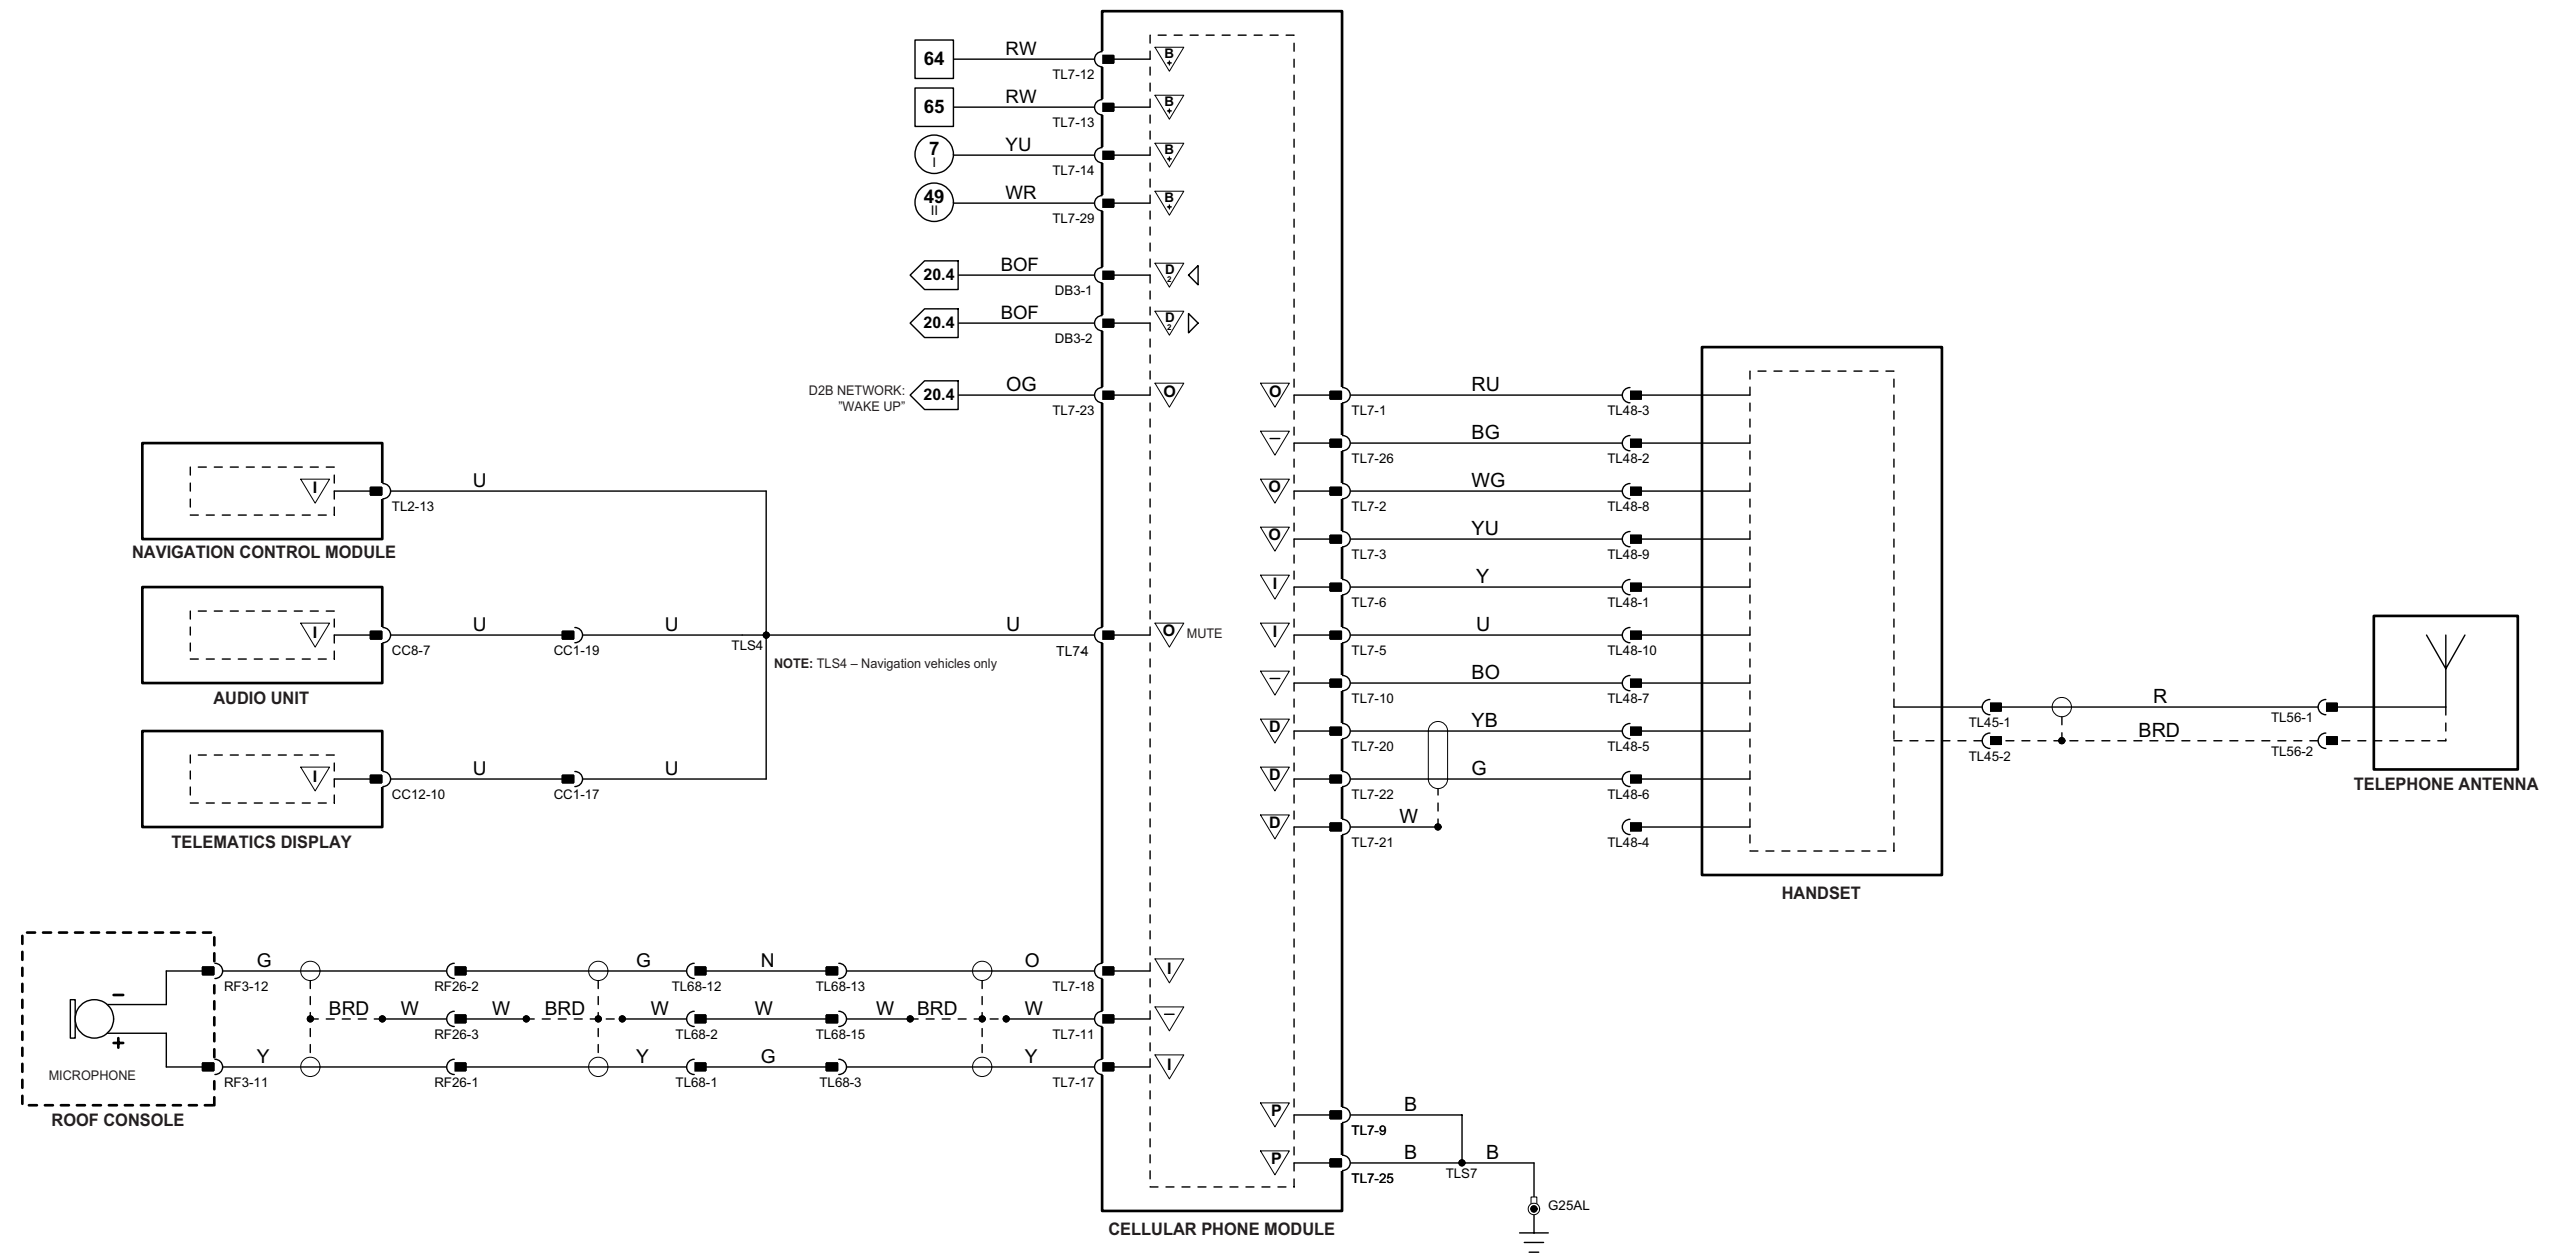 64 RW TL7-12 B +
65 RW TL7-13 B +
7 I YU TL7-14 B +
49 II WR TL7-29 B +
20.4 BOF DB3-1 D 2
20.4 BOF DB3-2 D 2
D2B NETWORK:
"WAKE UP"
20.4 OG TL7-23 O
O TL7-1 RU TL48-3
– TL7-26 BG TL48-2
O TL7-2 WG TL48-8
O TL7-3 YU TL48-9
I TL7-6 Y TL48-1
I TL7-5 U TL48-10
– TL7-10 BO TL48-7
D TL7-20 YB TL48-5
D TL7-22 G TL48-6
D TL7-21 W TL48-4
HANDSET
TL45-1 R TL56-1
TL45-2 BRD TL56-2
TELEPHONE ANTENNA
I TL2-13 U
NAVIGATION CONTROL MODULE
I CC8-7 U CC1-19 U TLS4 U TL74 O MUTE
NOTE: TLS4 – Navigation vehicles only
AUDIO UNIT
I CC12-10 U CC1-17 U
TELEMATICS DISPLAY
– RF3-12 G RF26-2 G TL68-12 N TL68-13 O TL7-18 I
BRD W RF26-3 W BRD W TL68-2 W TL68-15 W BRD W TL7-11 –
+ RF3-11 Y RF26-1 Y TL68-1 G TL68-3 Y TL7-17 I
MICROPHONE
ROOF CONSOLE
P TL7-9 B
P TL7-25 B TLS7 B
G25AL
CELLULAR PHONE MODULE